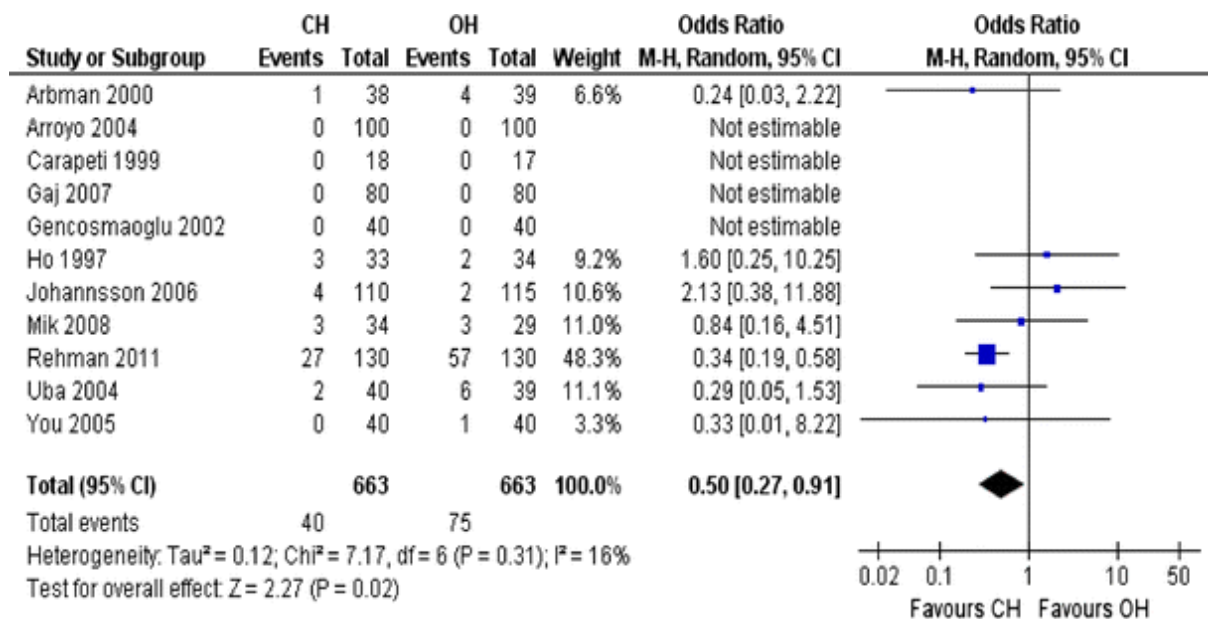 CH OH Odds Ratio Odds Ratio
Study or Subgroup Events Total Events Total Weight M-H, Random, 95% CI M-H, Random, 95% CI
Arbman 2000 1 38 4 39 6.6% 0.24 [0.03, 2.22]
Arroyo 2004 0 100 0 100 Not estimable
Carapeti 1999 0 18 0 17 Not estimable
Gaj 2007 0 80 0 80 Not estimable
Gencosmaoglu 2002 0 40 0 40 Not estimable
Ho 1997 3 33 2 34 9.2% 1.60 [0.25, 10.25]
Johannsson 2006 4 110 2 115 10.6% 2.13 [0.38, 11.88]
Mik 2008 3 34 3 29 11.0% 0.84 [0.16, 4.51]
Rehman 2011 27 130 57 130 48.3% 0.34 [0.19, 0.58]
Uba 2004 2 40 6 39 11.1% 0.29 [0.05, 1.53]
You 2005 0 40 1 40 3.3% 0.33 [0.01, 8.22]
Total (95% CI) 663 663 100.0% 0.50 [0.27, 0.91]
Total events 40 75
Heterogeneity: Tau² = 0.12; Chi² = 7.17, df = 6 (P = 0.31); I² = 16%
Test for overall effect: Z = 2.27 (P = 0.02)
0.02 0.1 1 10 50
Favours CH Favours OH